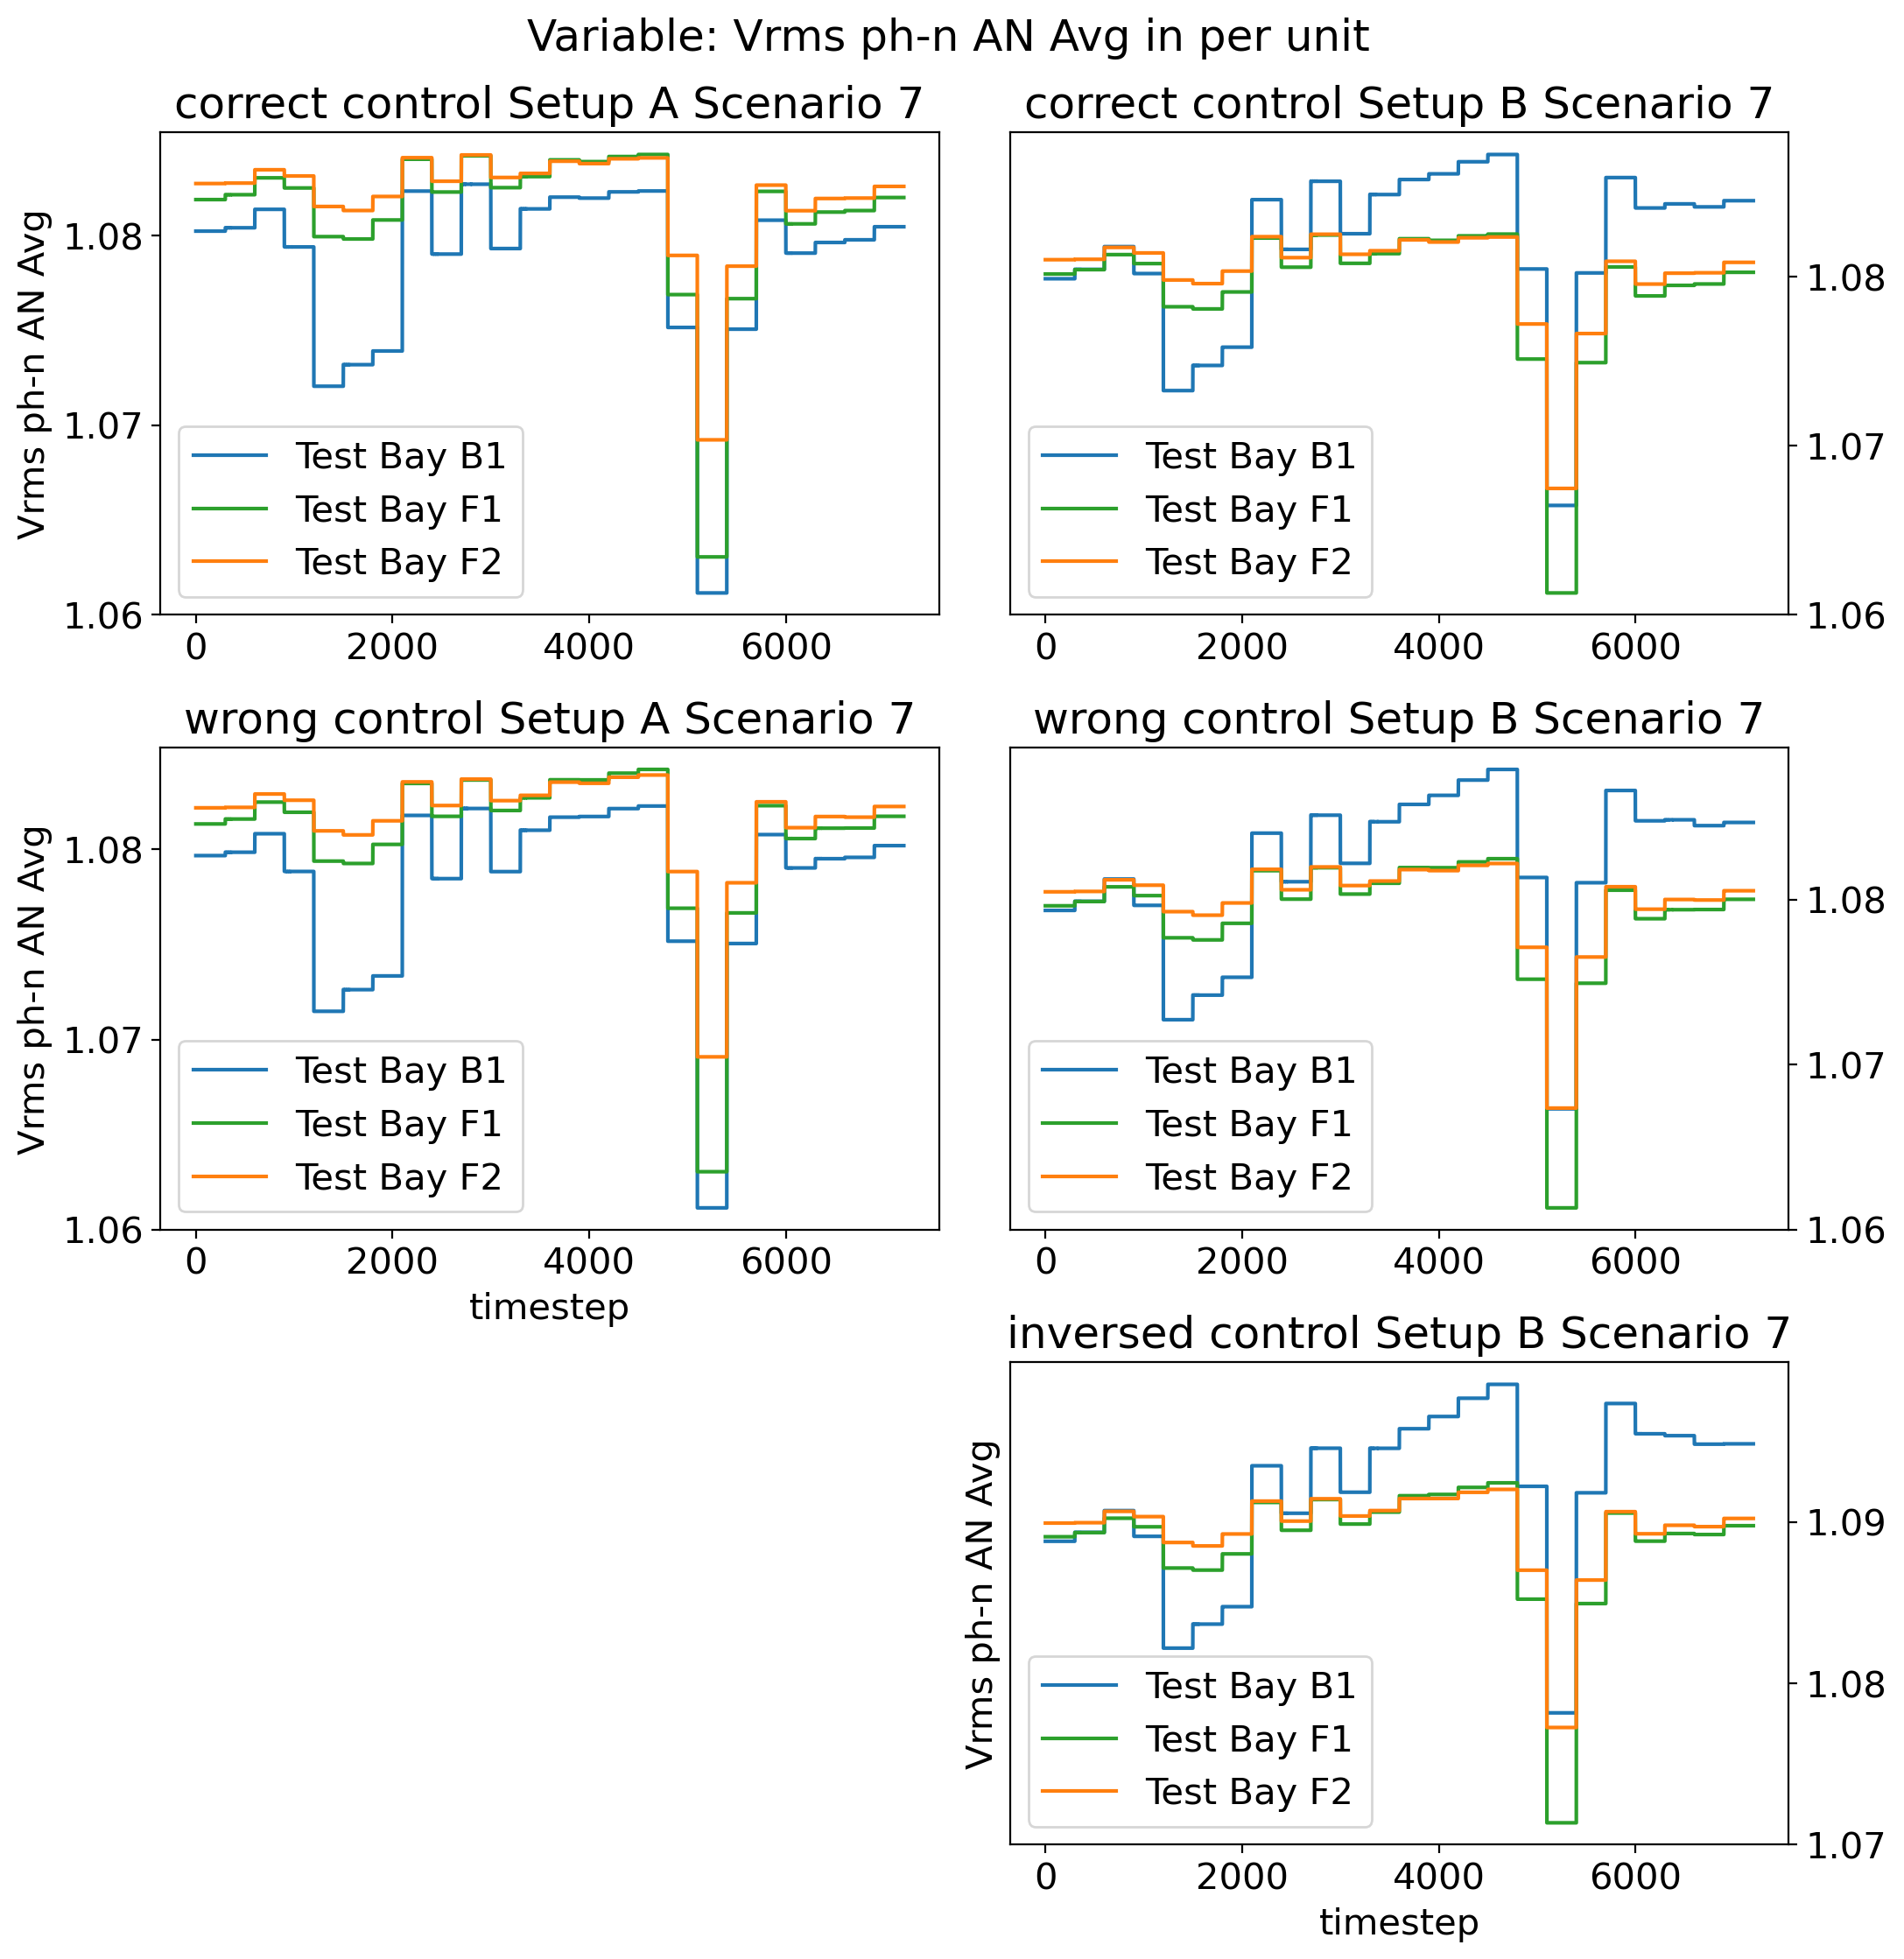 Variable: Vrms ph-n AN Avg in per unit
correct control Setup A Scenario 7
Vrms ph-n AN Avg
1.08
1.07
1.06
Test Bay B1
Test Bay F1
Test Bay F2
0 2000 4000 6000
correct control Setup B Scenario 7
1.08
1.07
1.06
Test Bay B1
Test Bay F1
Test Bay F2
0 2000 4000 6000
wrong control Setup A Scenario 7
Vrms ph-n AN Avg
1.08
1.07
1.06
Test Bay B1
Test Bay F1
Test Bay F2
0 2000 4000 6000
timestep
wrong control Setup B Scenario 7
1.08
1.07
1.06
Test Bay B1
Test Bay F1
Test Bay F2
0 2000 4000 6000
inversed control Setup B Scenario 7
Vrms ph-n AN Avg
1.09
1.08
1.07
Test Bay B1
Test Bay F1
Test Bay F2
0 2000 4000 6000
timestep